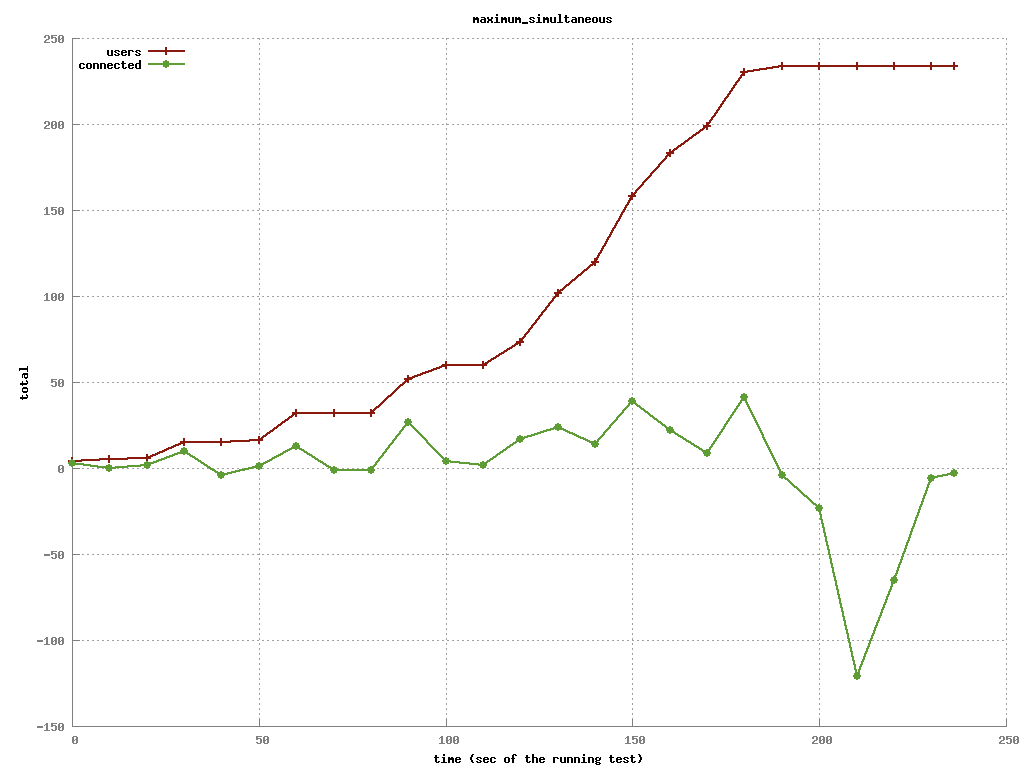 maximum_simultaneous
users
connected
250
200
150
100
50
0
-50
-100
-150
total
0 50 100 150 200 250
time (sec of the running test)